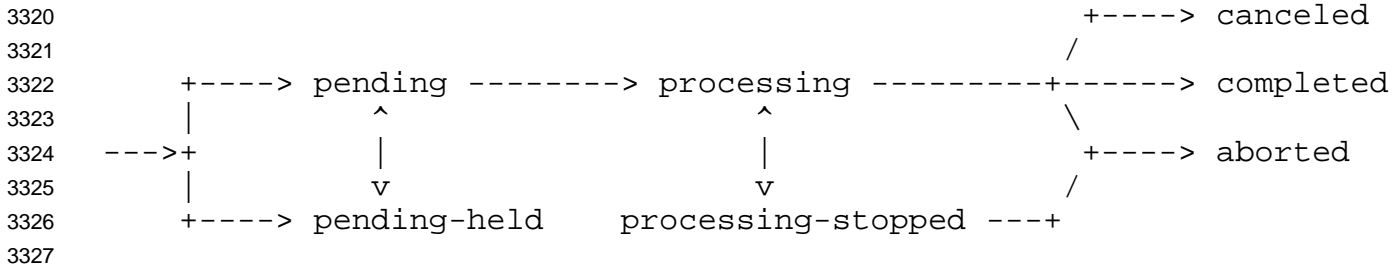 3320                                                           +----> canceled
3321                                                          /
3322      +----> pending --------> processing ---------+------> completed
3323      |         ^                   ^               \
3324  --->+         |                   |                +----> aborted
3325      |         v                   v               /
3326      +----> pending-held    processing-stopped ---+
3327